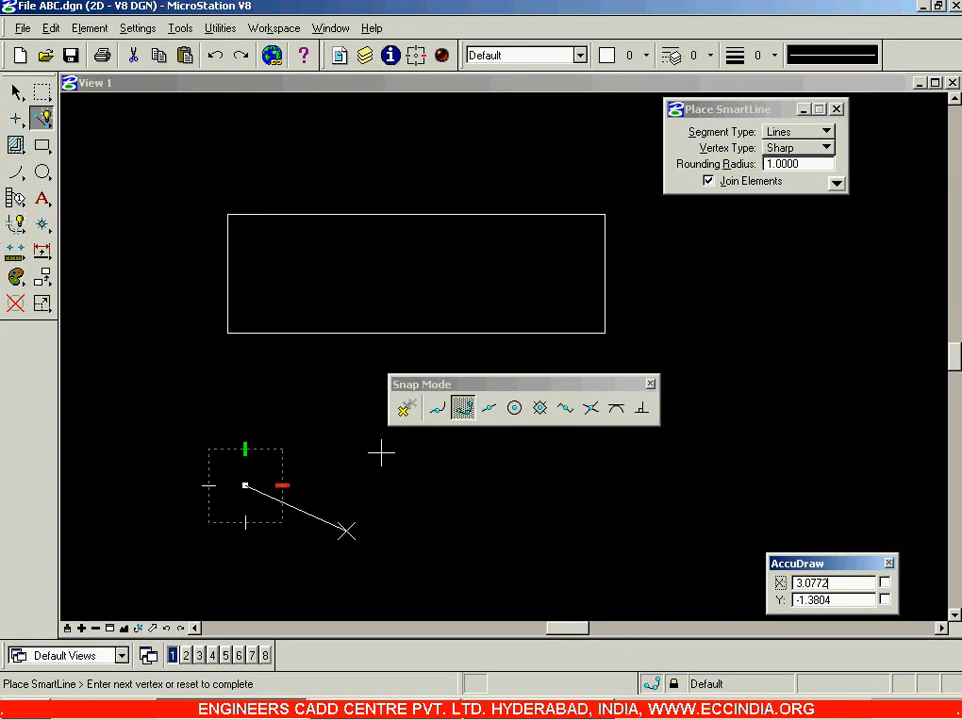 File ABC.dgn (2D - V8 DGN) - MicroStation V8
File Edit Element Settings Tools Utilities Workspace Window Help
Default 0 0 0
View 1
Place SmartLine
Segment Type: Lines
Vertex Type: Sharp
Rounding Radius: 1.0000
Join Elements
Snap Mode
AccuDraw
X: 3.0772
Y: -1.3804
Default Views 1 2 3 4 5 6 7 8
Place SmartLine > Enter next vertex or reset to complete Default
ENGINEERS CADD CENTRE PVT. LTD. HYDERABAD, INDIA, WWW.ECCINDIA.ORG